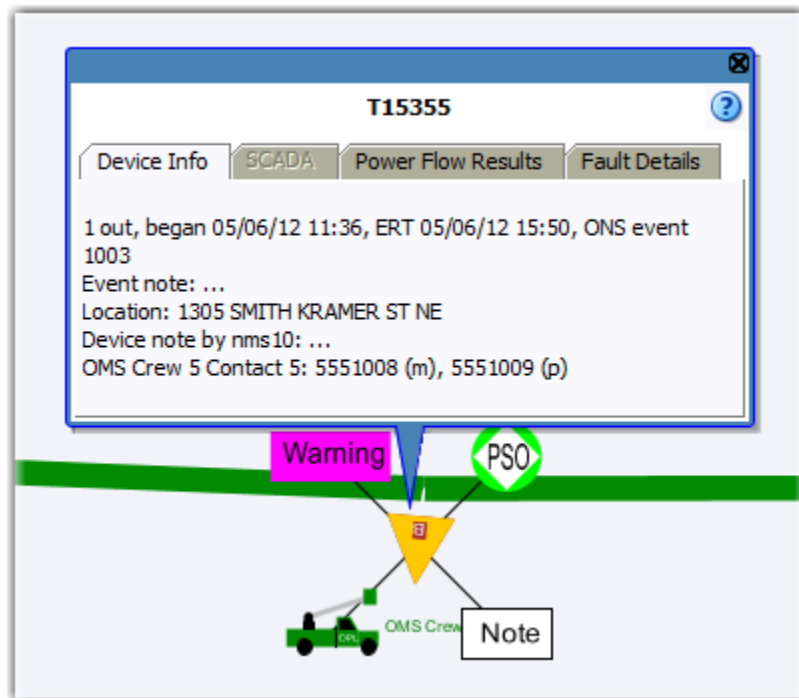 T15355
Device Info SCADA Power Flow Results Fault Details
1 out, began 05/06/12 11:36, ERT 05/06/12 15:50, ONS event
1003
Event note: ...
Location: 1305 SMITH KRAMER ST NE
Device note by nms10: ...
OMS Crew 5 Contact 5: 5551008 (m), 5551009 (p)
Warning
PSO
OMS Crew
Note